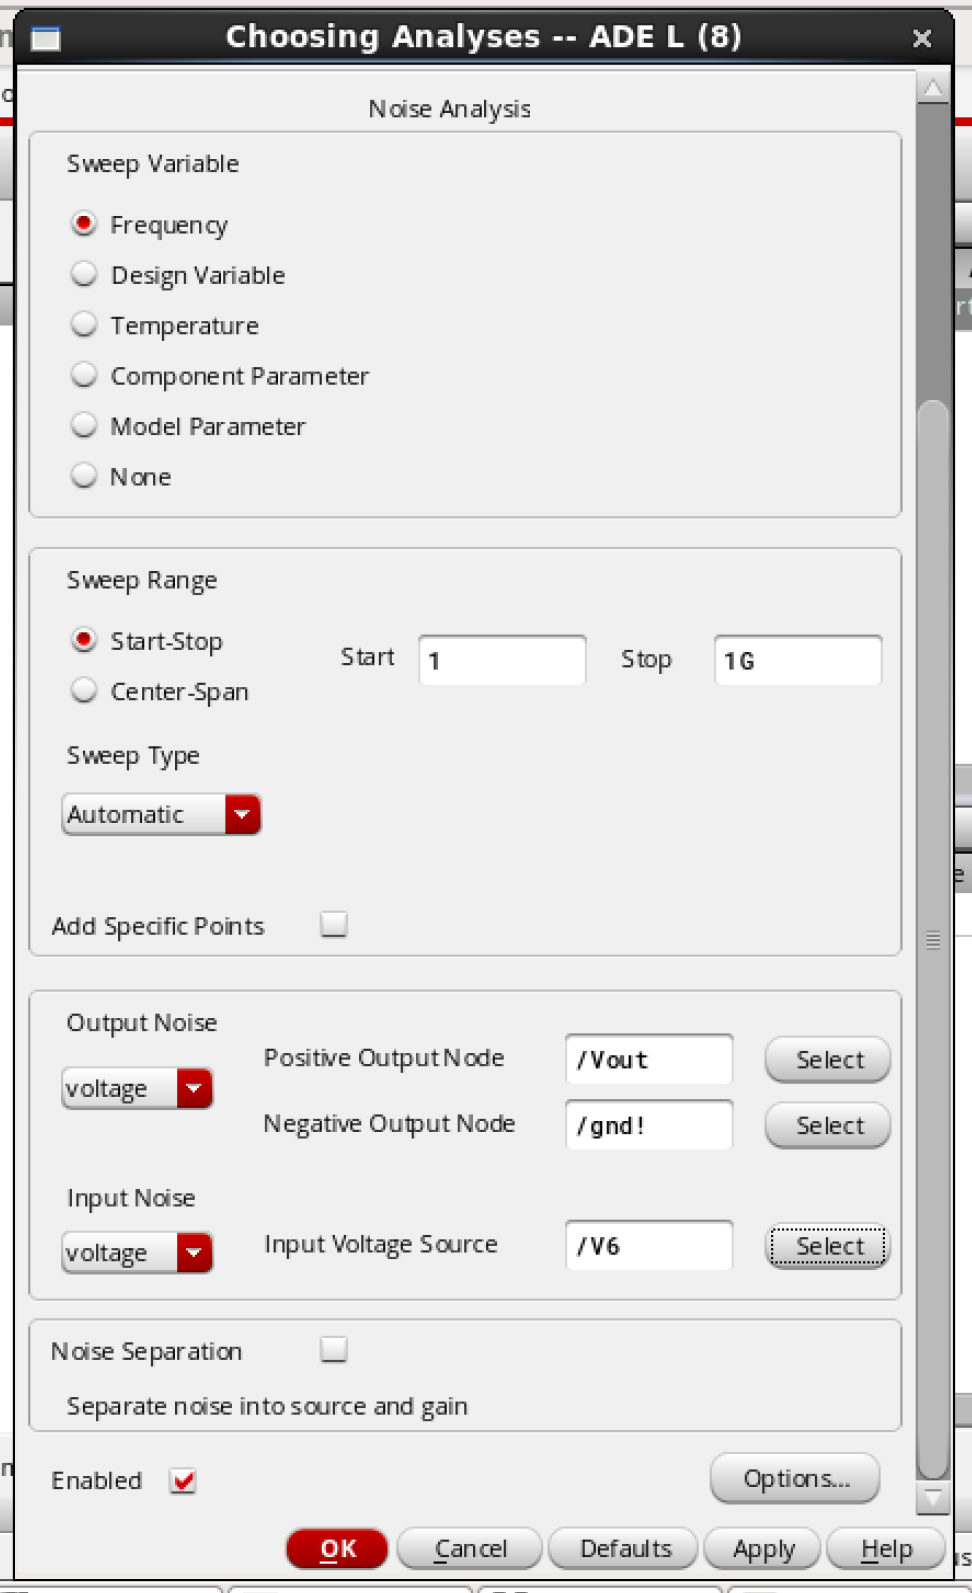 Choosing Analyses -- ADE L (8)
Noise Analysis
Sweep Variable
Frequency
Design Variable
Temperature
Component Parameter
Model Parameter
None
Sweep Range
Start-Stop
Start 1 Stop 1G
Center-Span
Sweep Type
Automatic
Add Specific Points
Output Noise
voltage
Positive Output Node /Vout Select
Negative Output Node /gnd! Select
Input Noise
voltage
Input Voltage Source /V6 Select
Noise Separation
Separate noise into source and gain
Enabled
Options...
OK Cancel Defaults Apply Help